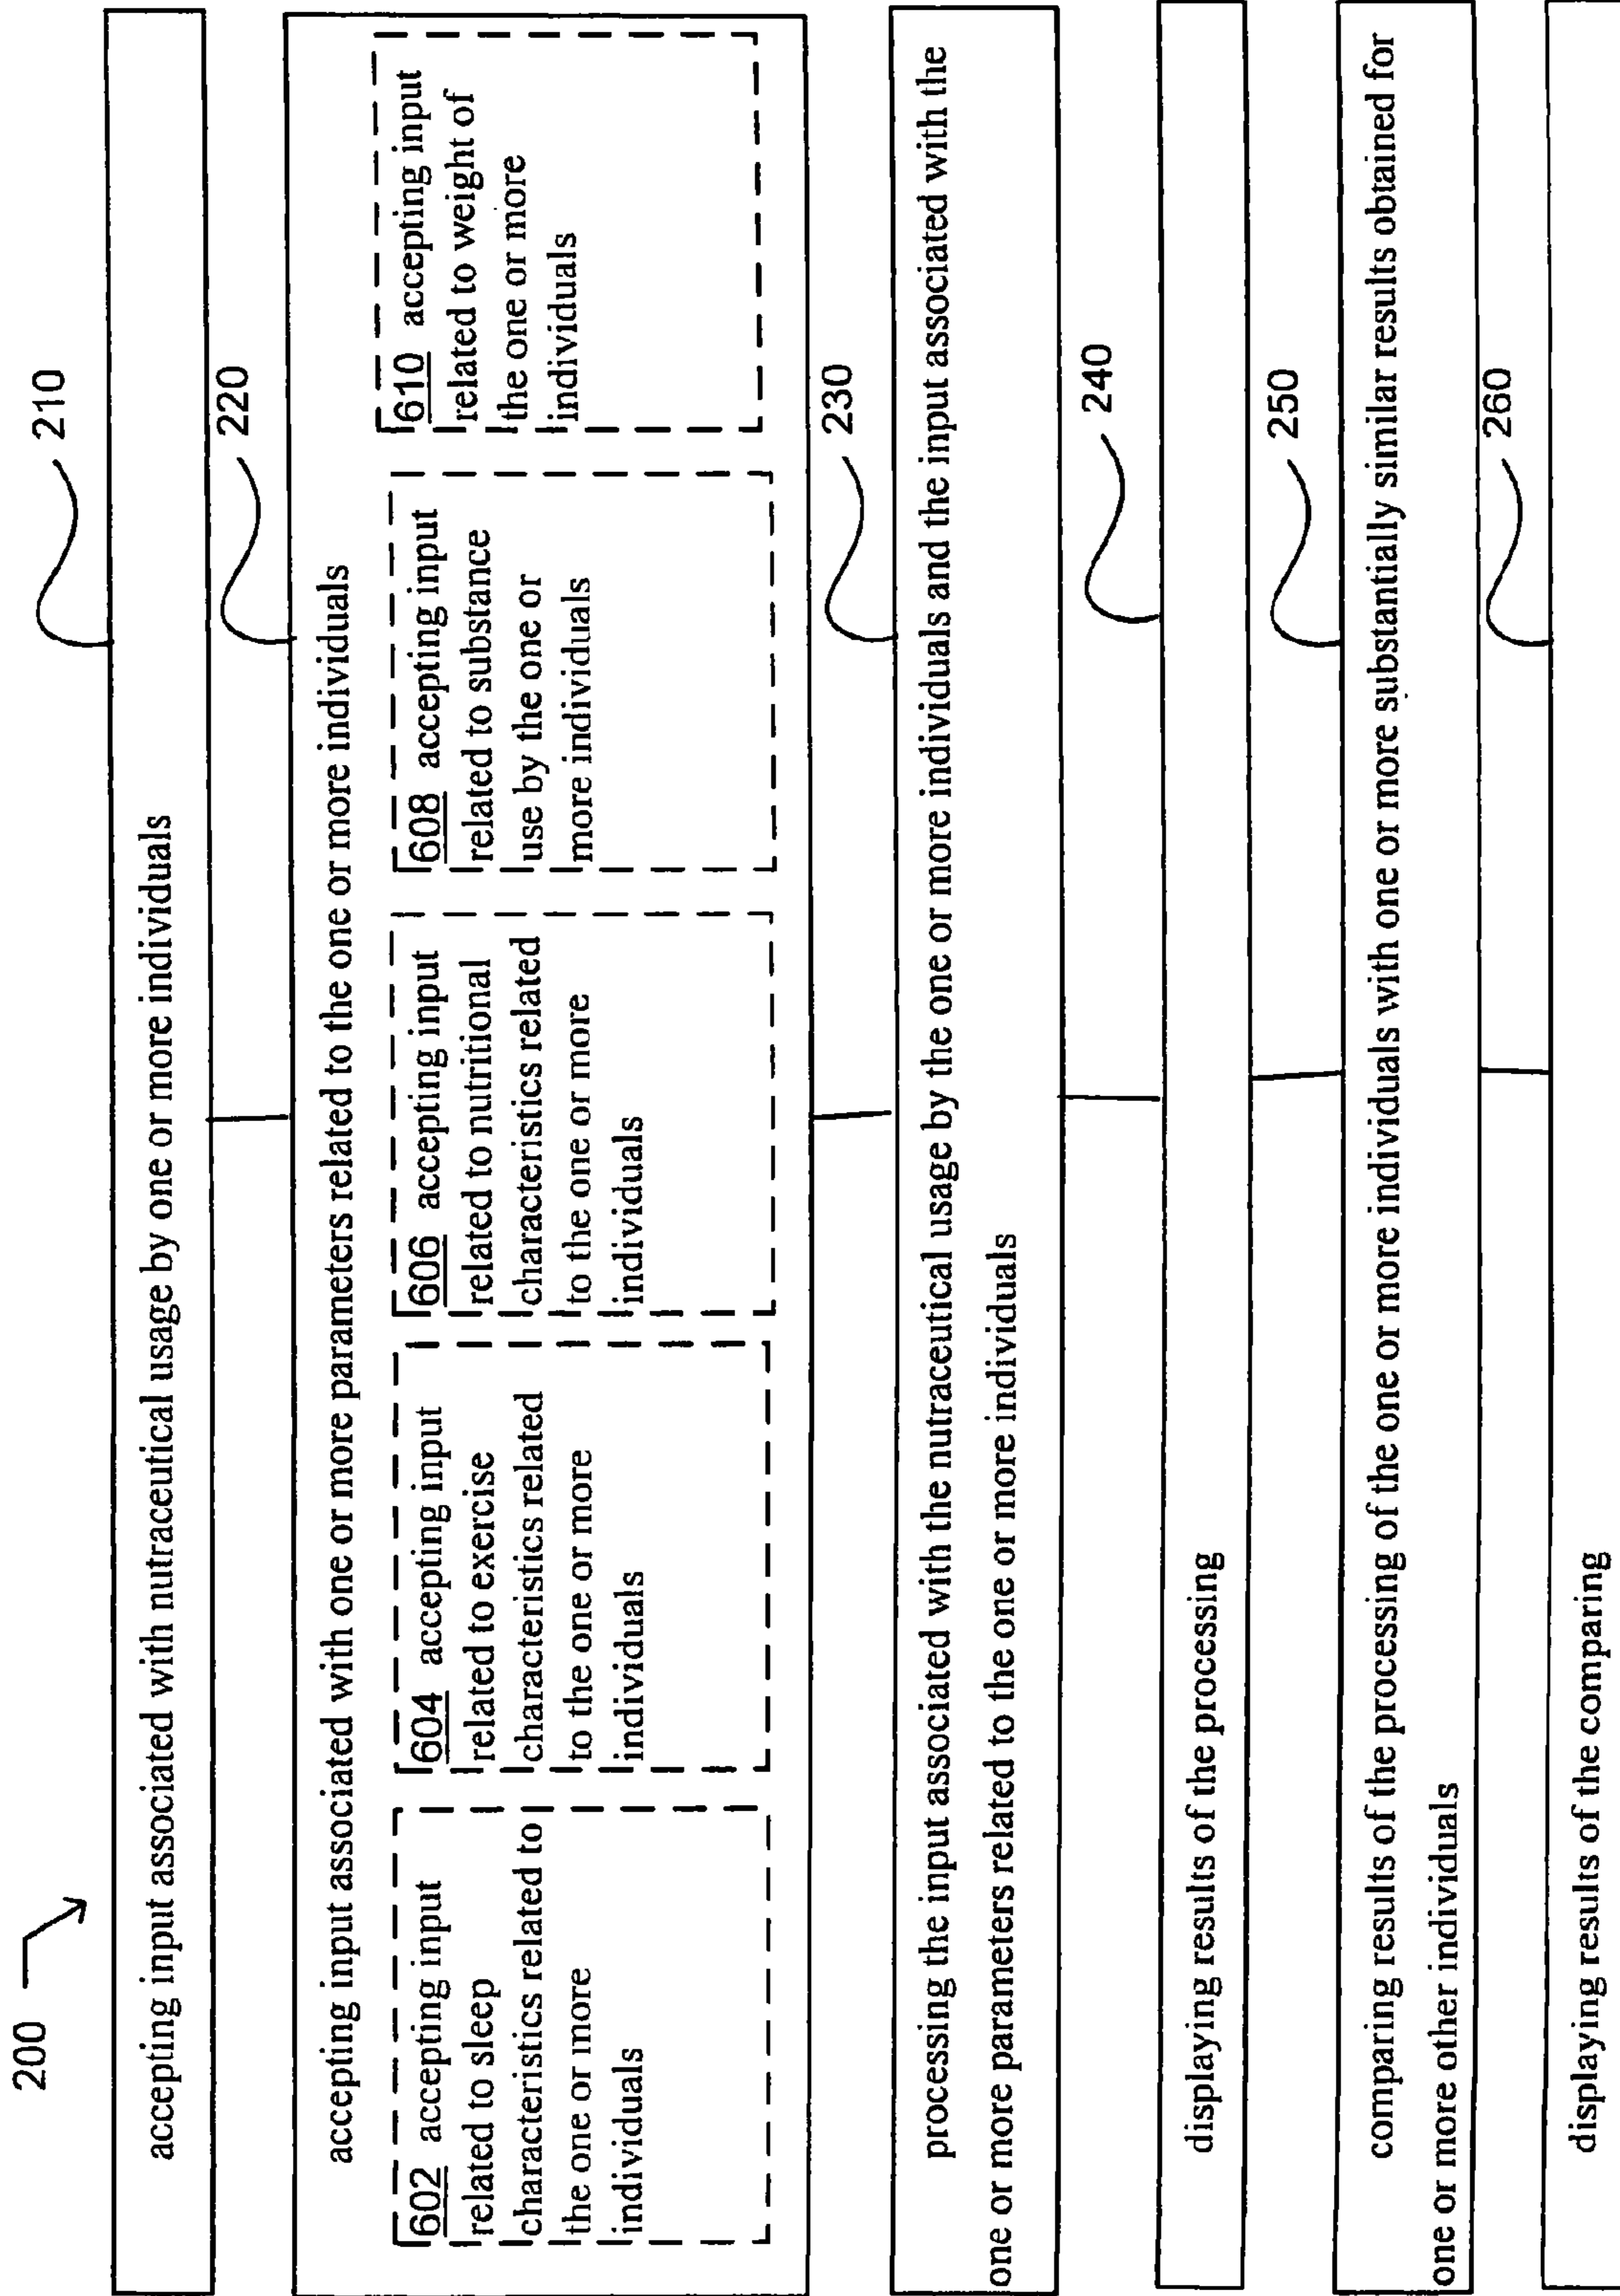 200
210
accepting input associated with nutraceutical usage by one or more individuals
220
accepting input associated with one or more parameters related to the one or more individuals
602 accepting input
related to sleep
characteristics related to
the one or more
individuals
604 accepting input
related to exercise
characteristics related
to the one or more
individuals
606 accepting input
related to nutritional
characteristics related
to the one or more
individuals
608 accepting input
related to substance
use by the one or
more individuals
610 accepting input
related to weight of
the one or more
individuals
230
processing the input associated with the nutraceutical usage by the one or more individuals and the input associated with the
one or more parameters related to the one or more individuals
240
displaying results of the processing
250
comparing results of the processing of the one or more individuals with one or more substantially similar results obtained for
one or more other individuals
260
displaying results of the comparing